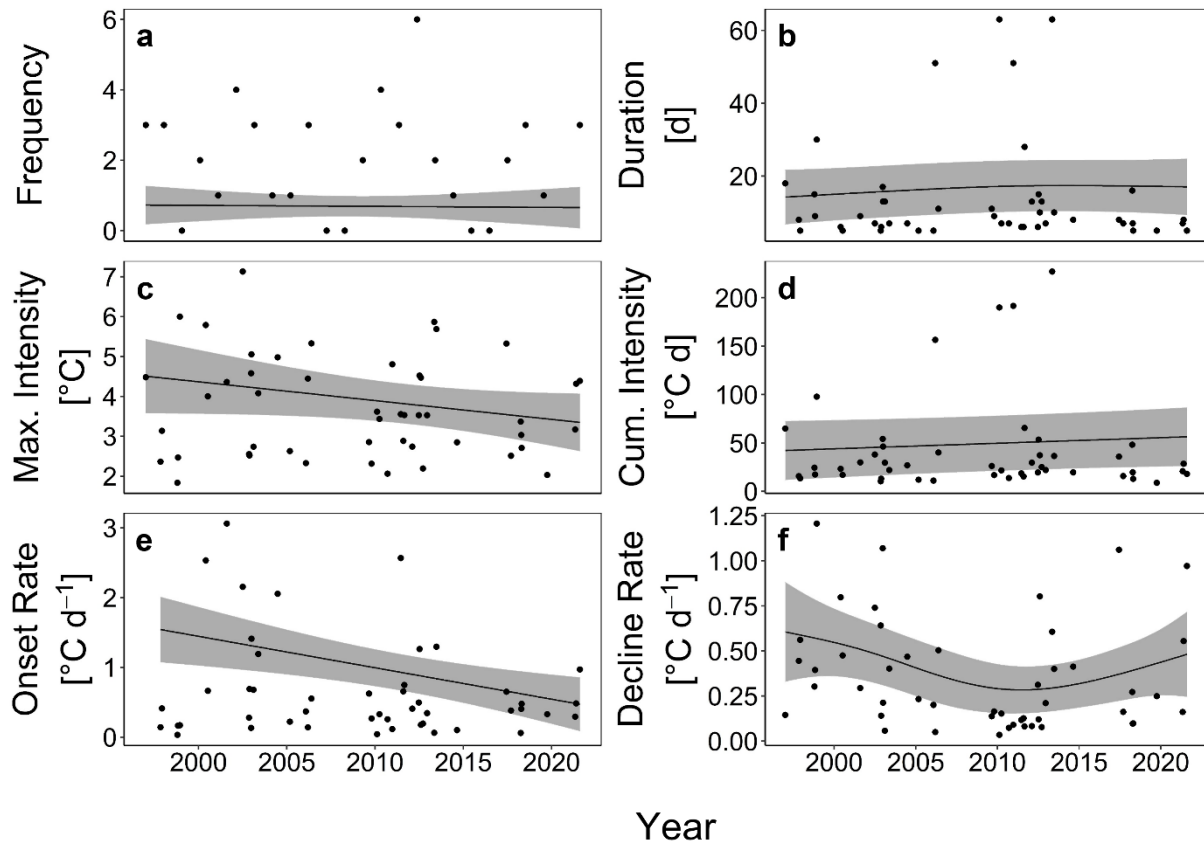 a
Frequency
6
4
2
0
b
Duration
[d]
60
40
20
c
Max. Intensity
[°C]
7
6
5
4
3
2
d
Cum. Intensity
[°C d]
200
150
100
50
0
e
Onset Rate
[°C d⁻¹]
3
2
1
0
f
Decline Rate
[°C d⁻¹]
1.25
1.00
0.75
0.50
0.25
0.00
2000 2005 2010 2015 2020
2000 2005 2010 2015 2020
Year